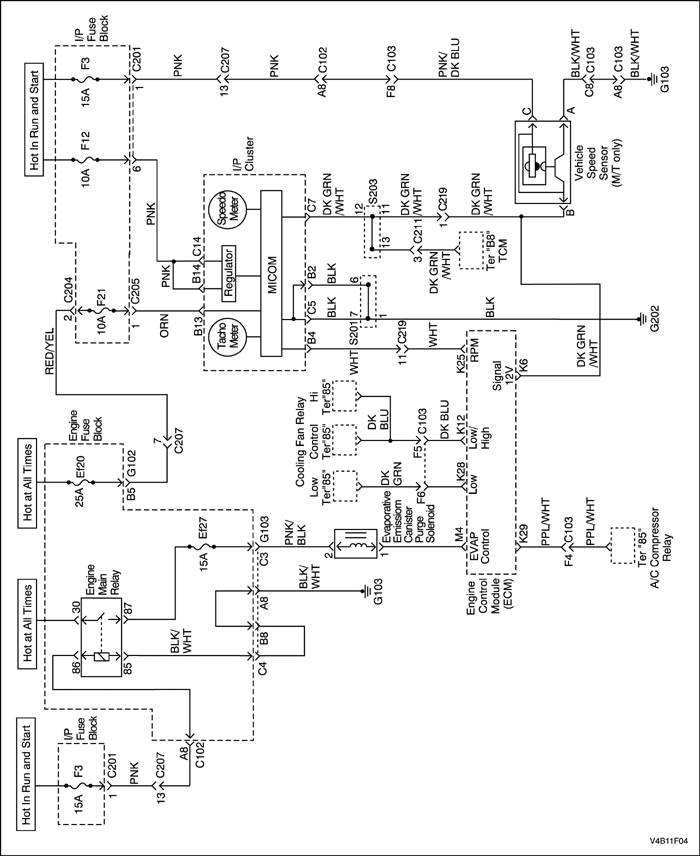 Hot In Run and Start
I/P
Fuse
Block
F3
15A
C201
1
PNK
C207
13
PNK
C102
A8
C103
F8
PNK/
DK BLU
C
A
BLK/WHT
C103
C8
C103
A8
G103
Vehicle
Speed
Sensor
(M/T only)
B
F12
10A
6
PNK
C204
2
F21
10A
C205
1
RED/YEL
ORN
PNK
I/P
Cluster
Speedo
Meter
C14
B14
Regulator
MICOM
B13
Tacho
Meter
C7
DK GRN
/WHT
S203
12
11
13
DK GRN
/WHT
C219
1
DK GRN
/WHT
C211
3
DK GRN
/WHT
Ter "B8"
TCM
B2
BLK
6
C5
BLK
S201
7
1
BLK
G202
B4
WHT
C219
11
WHT
K25
RPM
Signal
12V
K6
DK GRN
/WHT
Hot at All Times
Engine
Fuse
Block
Ef20
25A
G102
B5
7
C207
Cooling Fan Relay
Low
Control
Hi
Ter"85"
Ter"85"
Ter"85"
DK
BLU
DK
GRN
C103
F5
F6
DK BLU
K12
Low/
High
K28
Low
Hot at All Times
Engine
Main
Relay
30
87
86
85
BLK/
WHT
Ef27
15A
G103
C3
PNK/
BLK
2
1
Evaporative
Emissiom
Canister
Purge
Solenoid
M4
EVAP
Control
K29
PPL/WHT
C103
F4
PPL/WHT
Ter "85"
A/C Compressor
Relay
Engine
Control
Module
(ECM)
A8
BLK/
WHT
G103
B8
C4
Hot In Run and Start
I/P
Fuse
Block
F3
15A
C201
1
PNK
C207
13
A8
C102
V4B11F04